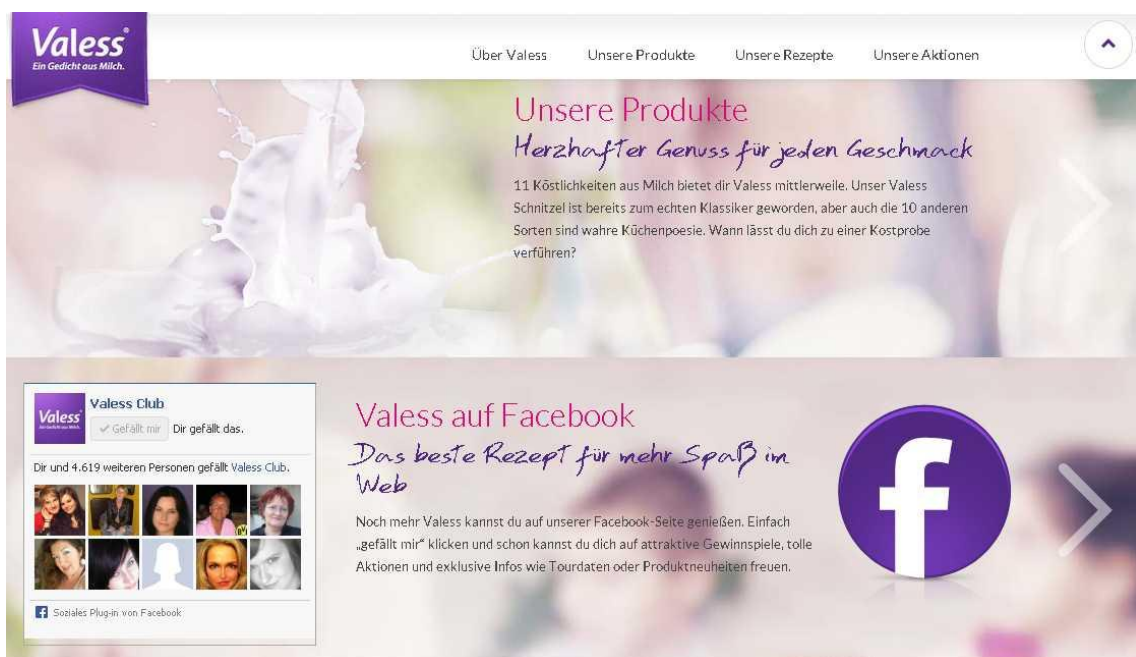 Valess®
Ein Gedicht aus Milch.
Über Valess
Unsere Produkte
Unsere Rezepte
Unsere Aktionen
Unsere Produkte
Herzhafter Genuss für jeden Geschmack
11 Köstlichkeiten aus Milch bietet dir Valess mittlerweile. Unser Valess
Schnitzel ist bereits zum echten Klassiker geworden, aber auch die 10 anderen
Sorten sind wahre Küchenpoesie. Wann lässt du dich zu einer Kostprobe
verführen?
Valess
Valess Club
Gefällt mir
Dir gefällt das.
Dir und 4.619 weiteren Personen gefällt Valess Club.
Soziales Plug-in von Facebook
Valess auf Facebook
Das beste Rezept für mehr Spaß im
Web
Noch mehr Valess kannst du auf unserer Facebook-Seite genießen. Einfach
„gefällt mir“ klicken und schon kannst du dich auf attraktive Gewinnspiele, tolle
Aktionen und exklusive Infos wie Tourdaten oder Produktneuheiten freuen.
f